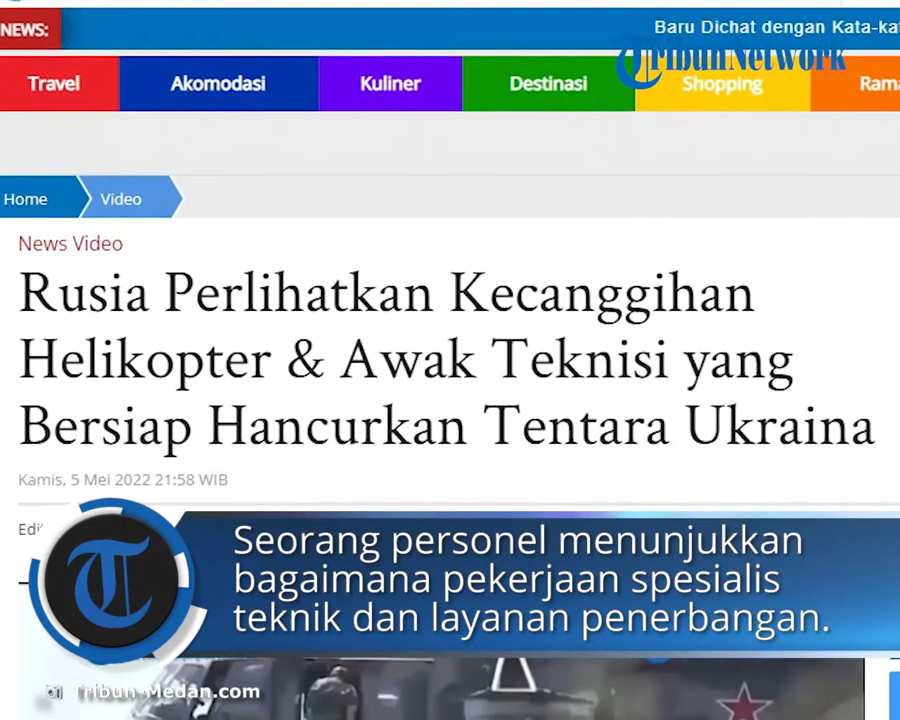 NEWS:
Baru Dichat dengan
TribunNetwork
Travel
Akomodasi
Kuliner
Destinasi
Shopping
Home
Video
News Video
Rusia Perlihatkan Kecanggihan
Helikopter & Awak Teknisi yang
Bersiap Hancurkan Tentara Ukraina
Kamis, 5 Mei 2022 21:58 WIB
Seorang personel menunjukkan
bagaimana pekerjaan spesialis
teknik dan layanan penerbangan.
T
Tribun-Medan.com